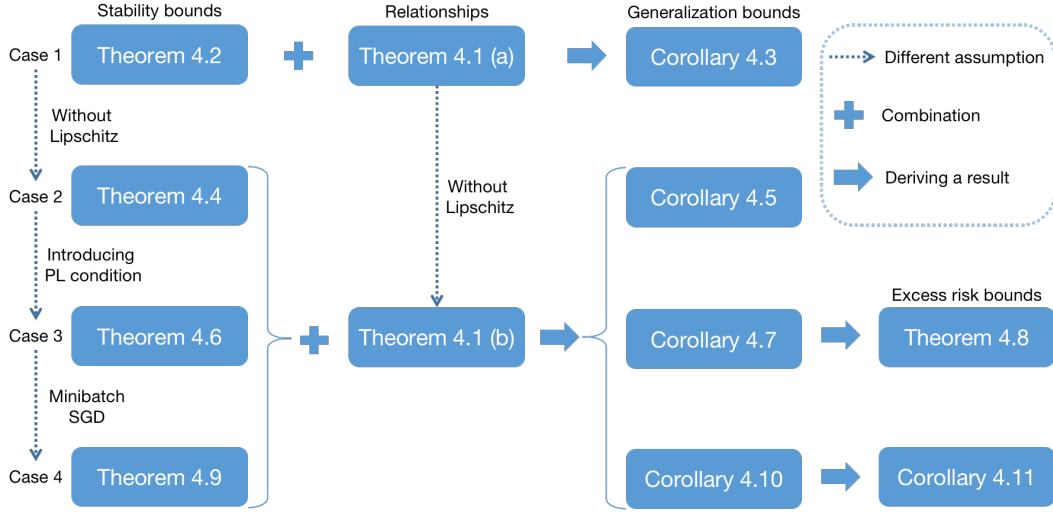 Stability bounds
Relationships
Generalization bounds
Case 1
Theorem 4.2
Theorem 4.1 (a)
Corollary 4.3
Different assumption
Combination
Deriving a result
Without
Lipschitz
Case 2
Theorem 4.4
Without
Lipschitz
Corollary 4.5
Introducing
PL condition
Excess risk bounds
Case 3
Theorem 4.6
Theorem 4.1 (b)
Corollary 4.7
Theorem 4.8
Minibatch
SGD
Case 4
Theorem 4.9
Corollary 4.10
Corollary 4.11